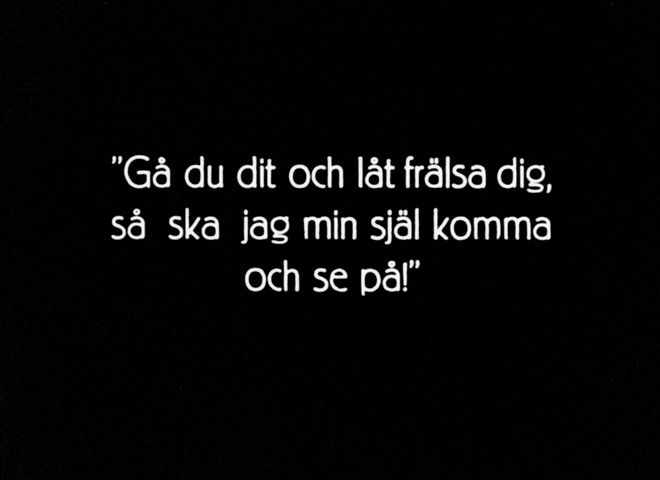 "Gå du dit och låt frälsa dig,
så ska jag min själ komma
och se på!"